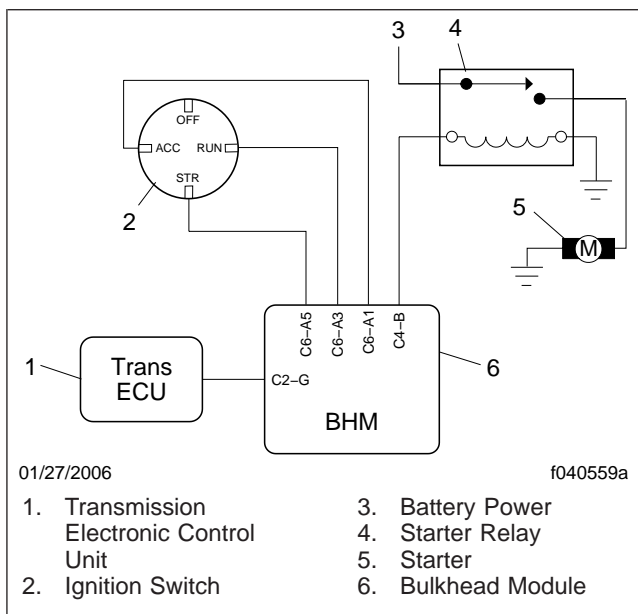 3
4
OFF
ACC
RUN
STR
2
5
M
C6–A5
C6–A3
C6–A1
C4–B
1
Trans
ECU
C2–G
6
BHM
01/27/2006
f040559a
1. Transmission
Electronic Control
Unit
2. Ignition Switch
3. Battery Power
4. Starter Relay
5. Starter
6. Bulkhead Module